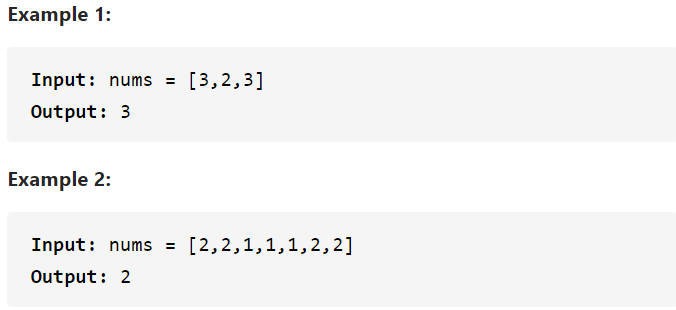 Example 1:
Input: nums = [3,2,3]
Output: 3
Example 2:
Input: nums = [2,2,1,1,1,2,2]
Output: 2